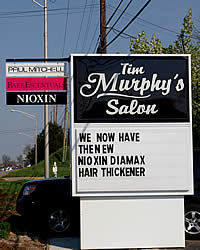 PAUL MITCHELL
BARE ESCENTUALS
NIOXIN
Tim
Murphy's
Salon
WE NOW HAVE
THE NEW
NIOXIN DIAMAX
HAIR THICKENER